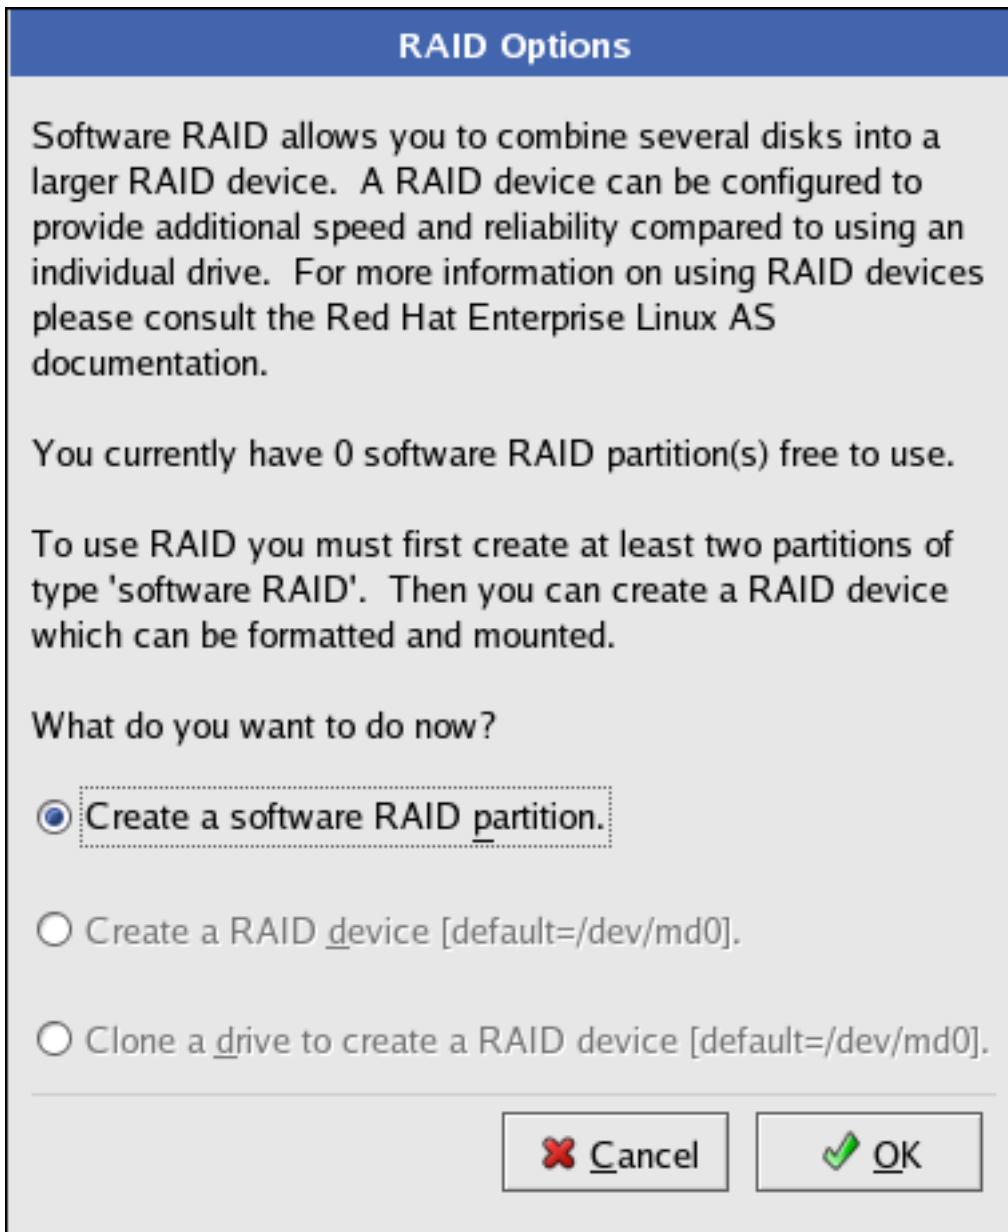 RAID Options
Software RAID allows you to combine several disks into a
larger RAID device.  A RAID device can be configured to
provide additional speed and reliability compared to using an
individual drive.  For more information on using RAID devices
please consult the Red Hat Enterprise Linux AS
documentation.
You currently have 0 software RAID partition(s) free to use.
To use RAID you must first create at least two partitions of
type 'software RAID'.  Then you can create a RAID device
which can be formatted and mounted.
What do you want to do now?
Create a software RAID partition.
Create a RAID device [default=/dev/md0].
Clone a drive to create a RAID device [default=/dev/md0].
Cancel
OK